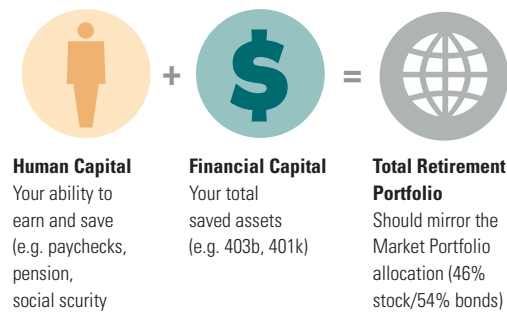 +
$
=
Human Capital
Your ability to
earn and save
(e.g. paychecks,
pension,
social scurity
Financial Capital
Your total
saved assets
(e.g. 403b, 401k)
Total Retirement
Portfolio
Should mirror the
Market Portfolio
allocation (46%
stock/54% bonds)